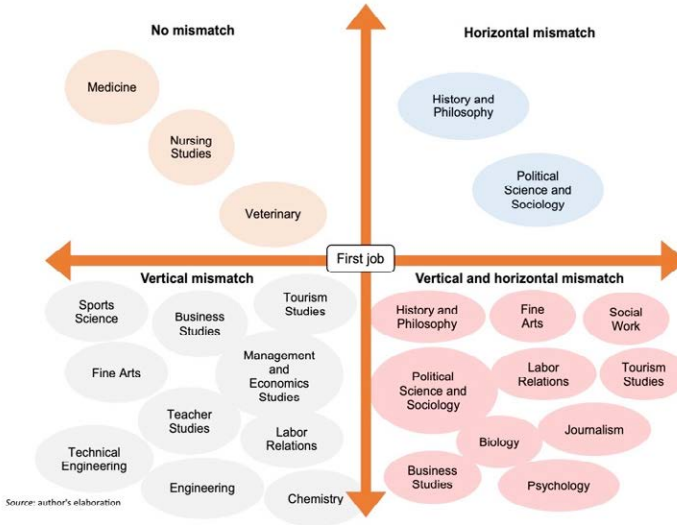 No mismatch
Horizontal mismatch
Medicine
Nursing
Studies
Veterinary
History and
Philosophy
Political
Science and
Sociology
First job
Vertical mismatch
Vertical and horizontal mismatch
Sports
Science
Business
Studies
Tourism
Studies
Fine Arts
Management
and
Economics
Studies
Teacher
Studies
Labor
Relations
Technical
Engineering
Engineering
Chemistry
History and
Philosophy
Fine
Arts
Social
Work
Political
Science and
Sociology
Labor
Relations
Tourism
Studies
Biology
Journalism
Business
Studies
Psychology
Source: author's elaboration